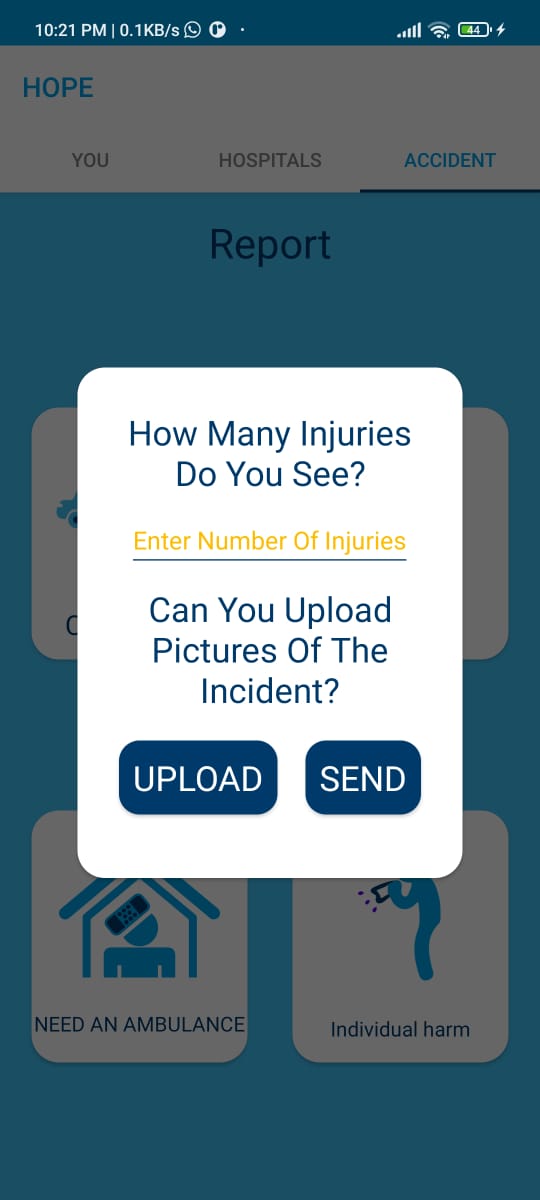 10:21 PM | 0.1KB/s
44
HOPE
YOU HOSPITALS ACCIDENT
Report
How Many Injuries
Do You See?
Enter Number Of Injuries
Can You Upload
Pictures Of The
Incident?
UPLOAD SEND
NEED AN AMBULANCE
Individual harm